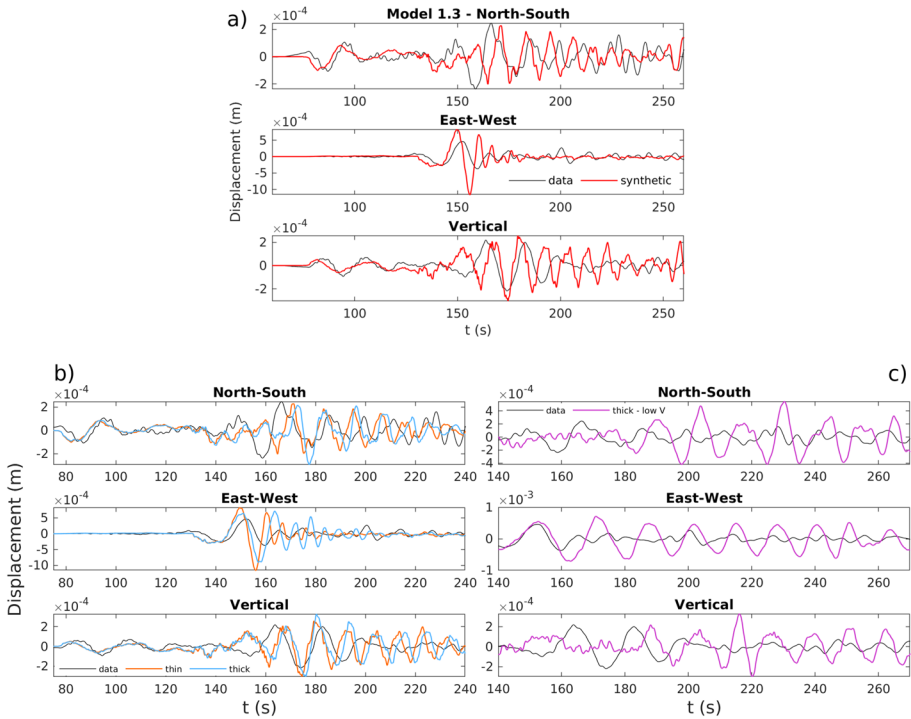 a)
Model 1.3 - North-South
×10⁻⁴
2
0
-2
100
150
200
250
East-West
×10⁻⁴
5
0
-5
-10
data
synthetic
100
150
200
250
Displacement (m)
Vertical
×10⁻⁴
2
0
-2
100
150
200
250
t (s)
b)
North-South
×10⁻⁴
2
0
-2
80 100 120 140 160 180 200 220 240
East-West
×10⁻⁴
5
0
-5
-10
80 100 120 140 160 180 200 220 240
Displacement (m)
Vertical
×10⁻⁴
2
0
-2
data thin thick
80 100 120 140 160 180 200 220 240
t (s)
c)
North-South
×10⁻⁴
4
2
0
-2
-4
data thick - low V
140 160 180 200 220 240 260
East-West
×10⁻³
1
0
-1
140 160 180 200 220 240 260
Vertical
×10⁻⁴
2
0
-2
140 160 180 200 220 240 260
t (s)